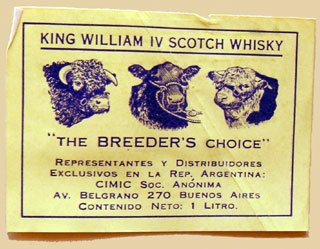 KING WILLIAM IV SCOTCH WHISKY
"THE BREEDER'S CHOICE"
REPRESENTANTES Y DISTRIBUIDORES
EXCLUSIVOS EN LA REP. ARGENTINA:
CIMIC SOC. ANÓNIMA
AV. BELGRANO 270 BUENOS AIRES
CONTENIDO NETO: 1 LITRO.